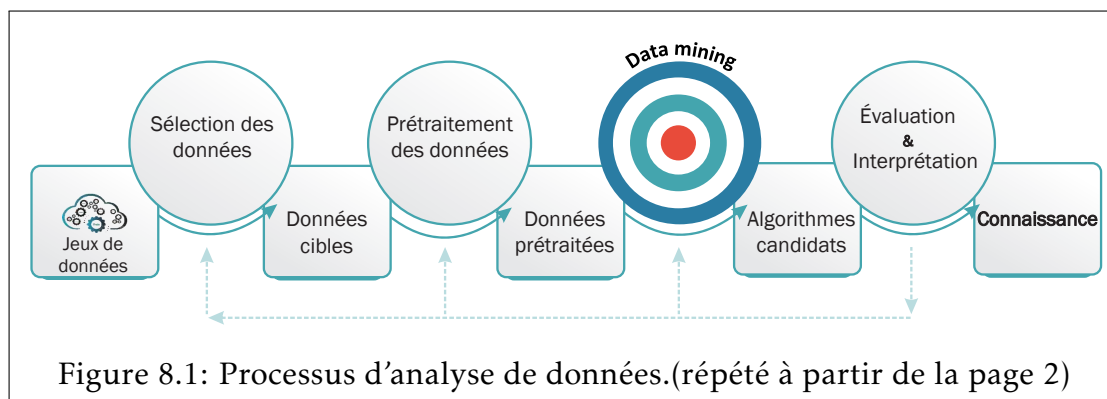 Data mining
Sélection des
données
Prétraitement
des données
Évaluation
&
Interprétation
Jeux de
données
Données
cibles
Données
prétraitées
Algorithmes
candidats
Connaissance
Figure 8.1: Processus d'analyse de données.(répété à partir de la page 2)